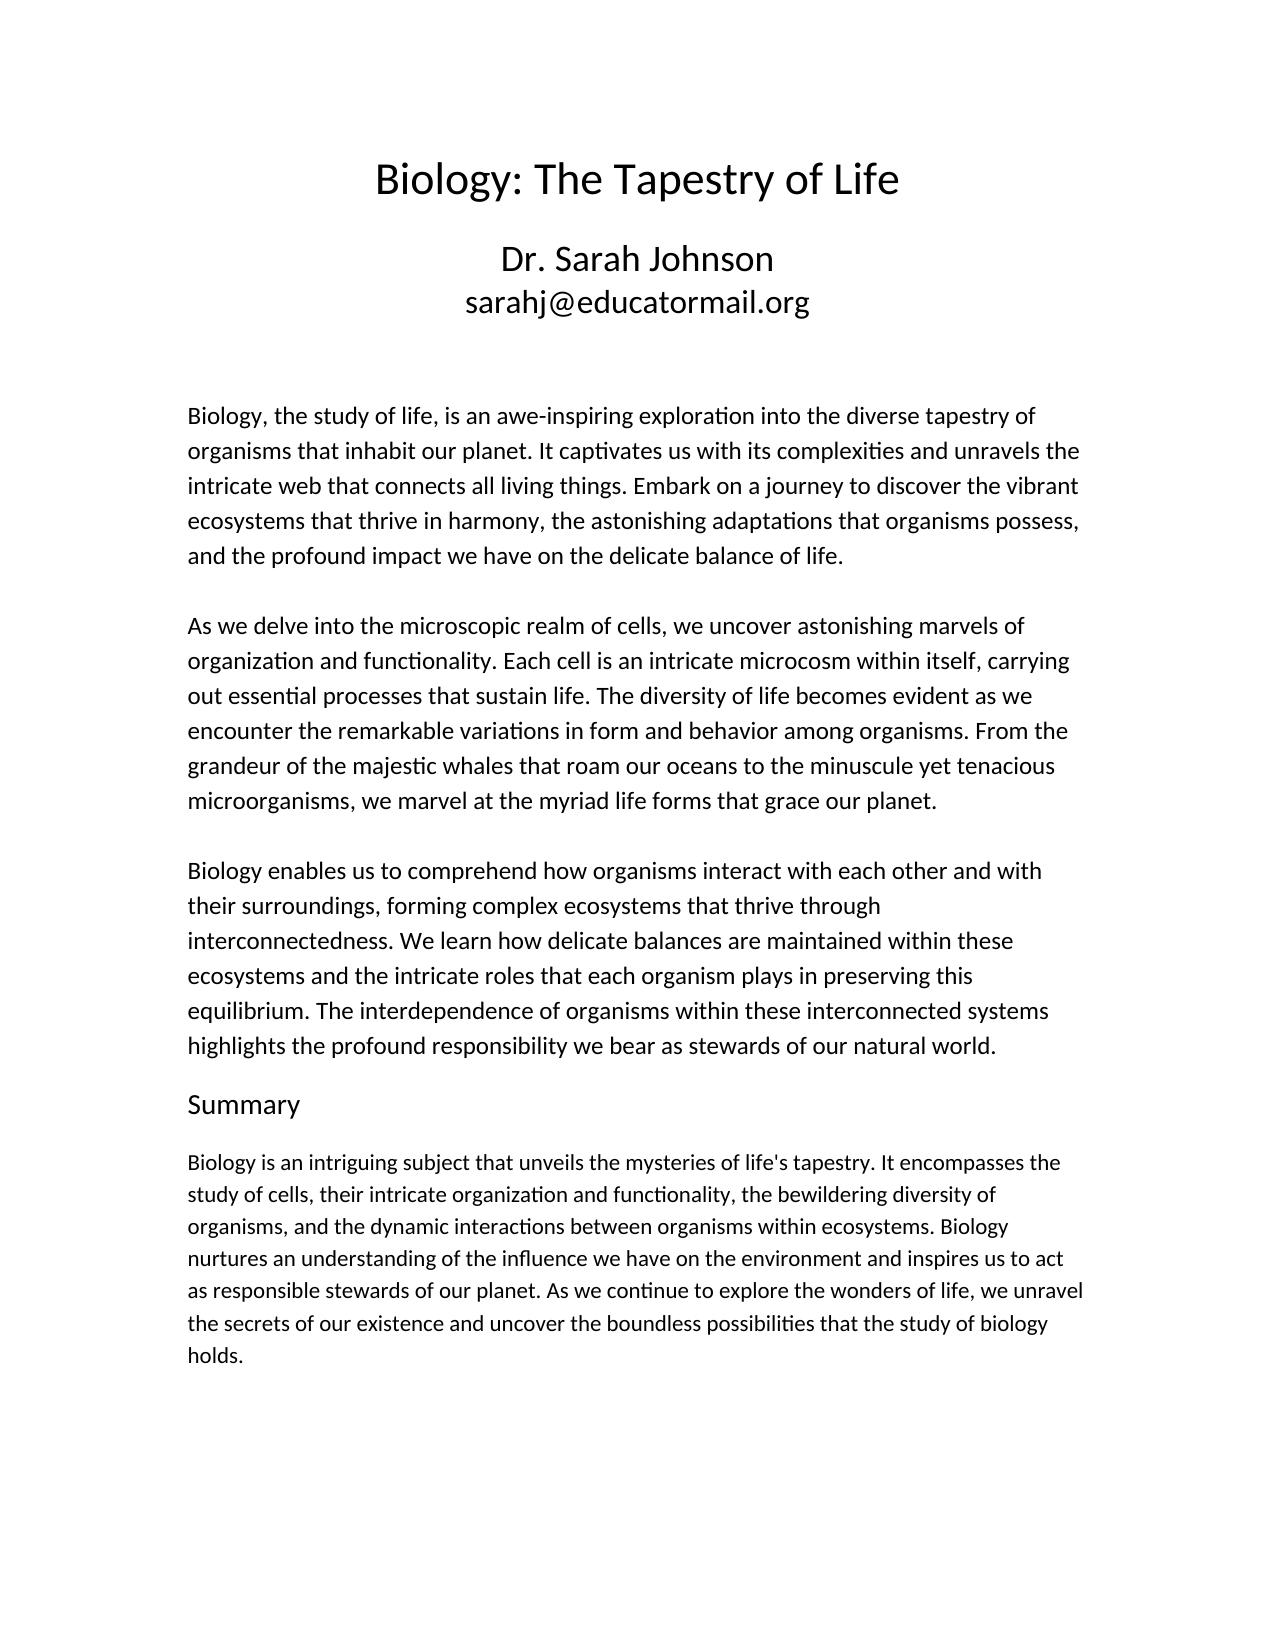 Biology: The Tapestry of Life
Dr. Sarah Johnson
sarahj@educatormail.org
Biology, the study of life, is an awe-inspiring exploration into the diverse tapestry of
organisms that inhabit our planet. It captivates us with its complexities and unravels the
intricate web that connects all living things. Embark on a journey to discover the vibrant
ecosystems that thrive in harmony, the astonishing adaptations that organisms possess,
and the profound impact we have on the delicate balance of life.
As we delve into the microscopic realm of cells, we uncover astonishing marvels of
organization and functionality. Each cell is an intricate microcosm within itself, carrying
out essential processes that sustain life. The diversity of life becomes evident as we
encounter the remarkable variations in form and behavior among organisms. From the
grandeur of the majestic whales that roam our oceans to the minuscule yet tenacious
microorganisms, we marvel at the myriad life forms that grace our planet.
Biology enables us to comprehend how organisms interact with each other and with
their surroundings, forming complex ecosystems that thrive through
interconnectedness. We learn how delicate balances are maintained within these
ecosystems and the intricate roles that each organism plays in preserving this
equilibrium. The interdependence of organisms within these interconnected systems
highlights the profound responsibility we bear as stewards of our natural world.
Summary
Biology is an intriguing subject that unveils the mysteries of life's tapestry. It encompasses the
study of cells, their intricate organization and functionality, the bewildering diversity of
organisms, and the dynamic interactions between organisms within ecosystems. Biology
nurtures an understanding of the influence we have on the environment and inspires us to act
as responsible stewards of our planet. As we continue to explore the wonders of life, we unravel
the secrets of our existence and uncover the boundless possibilities that the study of biology
holds.